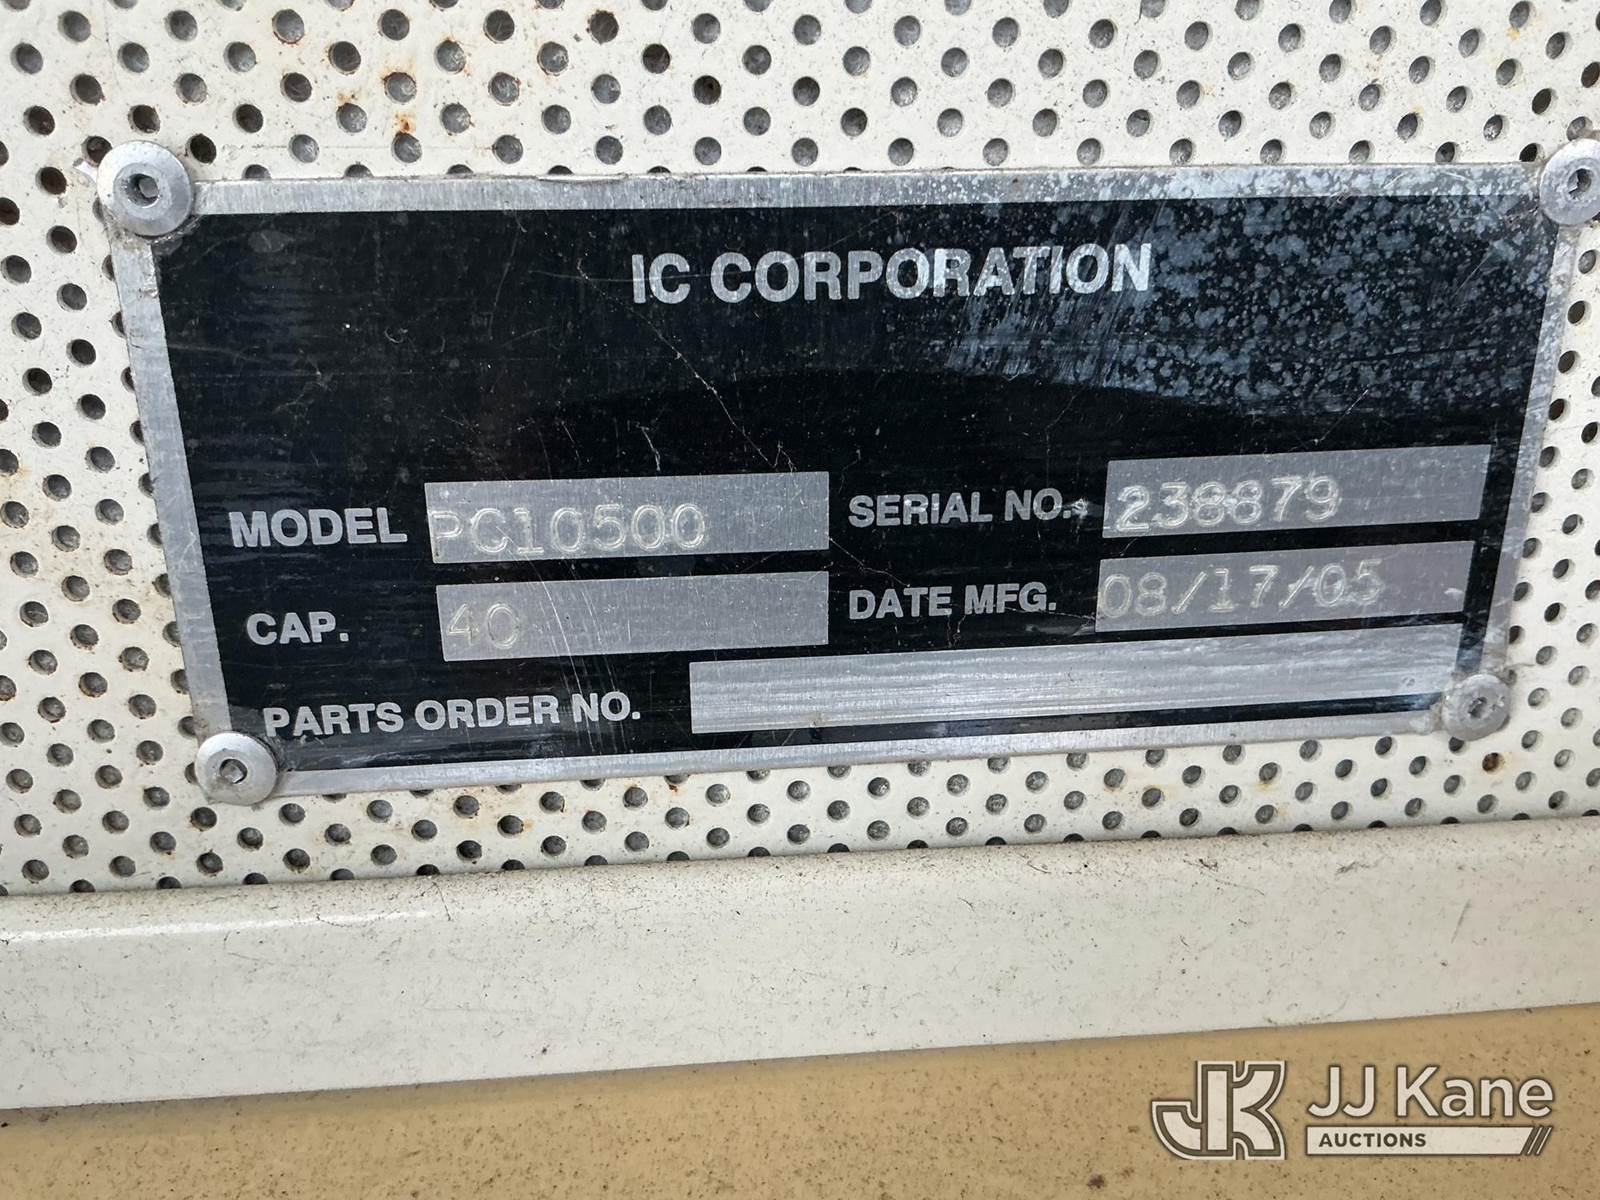 IC CORPORATION
MODEL PC10500 SERIAL NO. 238879
CAP. 40 DATE MFG. 08/17/05
PARTS ORDER NO.
JK JJ Kane
AUCTIONS